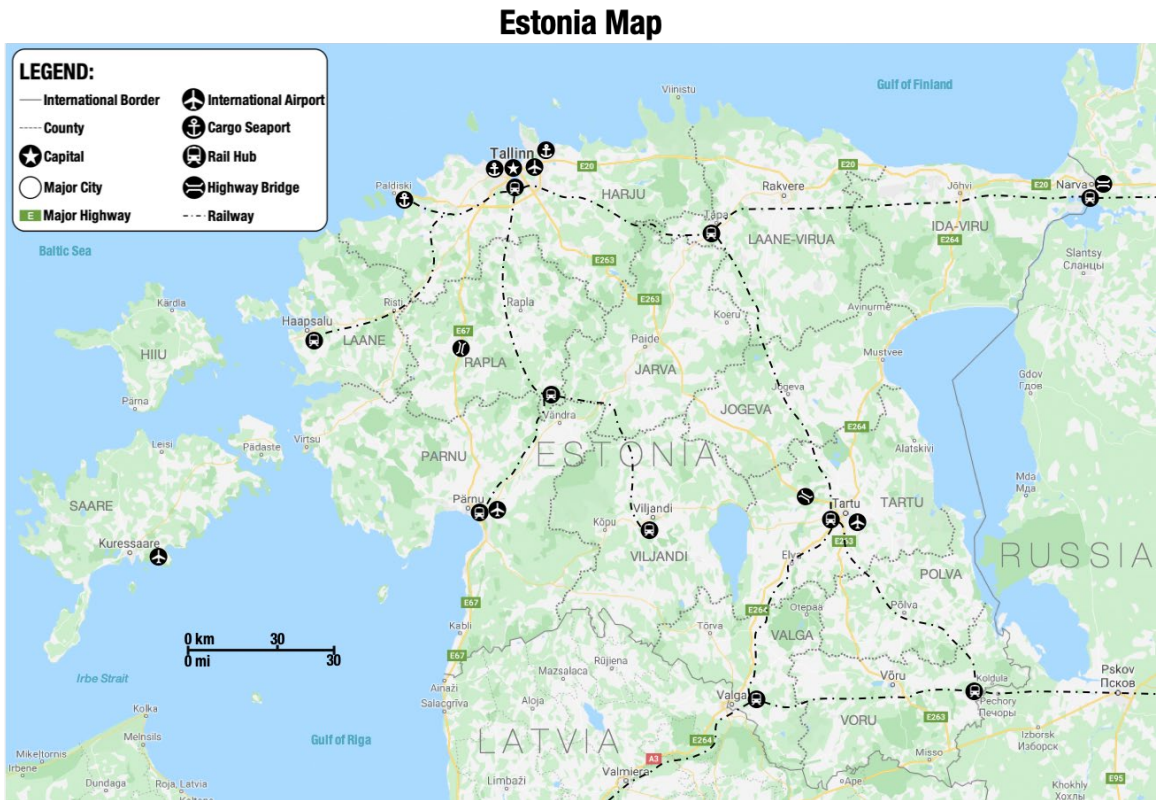 Estonia Map
LEGEND:
International Border
International Airport
County
Cargo Seaport
Capital
Rail Hub
Major City
Highway Bridge
E Major Highway
Railway
Gulf of Finland
Viinistu
Tallinn
E20
E20
Paldiski
HARJU
Rakvere
Jõhvi
E20
Narva
Tapa
LAANE-VIRUA
IDA-VIRU
E264
Slantsy
Сланцы
Baltic Sea
E263
Kärdla
Risti
Rapla
E263
Avinurme
Haapsalu
LAANE
E67
Koeru
HIIU
RAPLA
Paide
Mustvee
JARVA
Gdov
Гдов
Pärna
Jõgeva
JOGEVA
Vändra
E264
Leisi
Pädaste
Virtsu
Alatskivi
PARNU
ESTONIA
Mda
Мда
SAARE
Pärnu
Tartu
TARTU
Viljandi
Kõpu
Kuressaare
E263
RUSSIA
Elva
VILJANDI
POLVA
E67
E264
Otepää
Põlva
0 km
30
Kabli
Tõrva
VALGA
0 mi
30
E67
Rūjiena
Mazsalaca
Irbe Strait
Võru
Koidula
Pskov
Псков
Ainaži
Salacgrīva
Aloja
Valga
Pechory
Печоры
Kolka
VORU
E263
Melnsils
Gulf of Riga
LATVIA
E264
Izborsk
Изборск
Mikeltornis
Irbene
A3
Misso
Valmiera
Limbaži
Ape
E95
Dundaga
Roja, Latvia
Khokhly
Хохлы